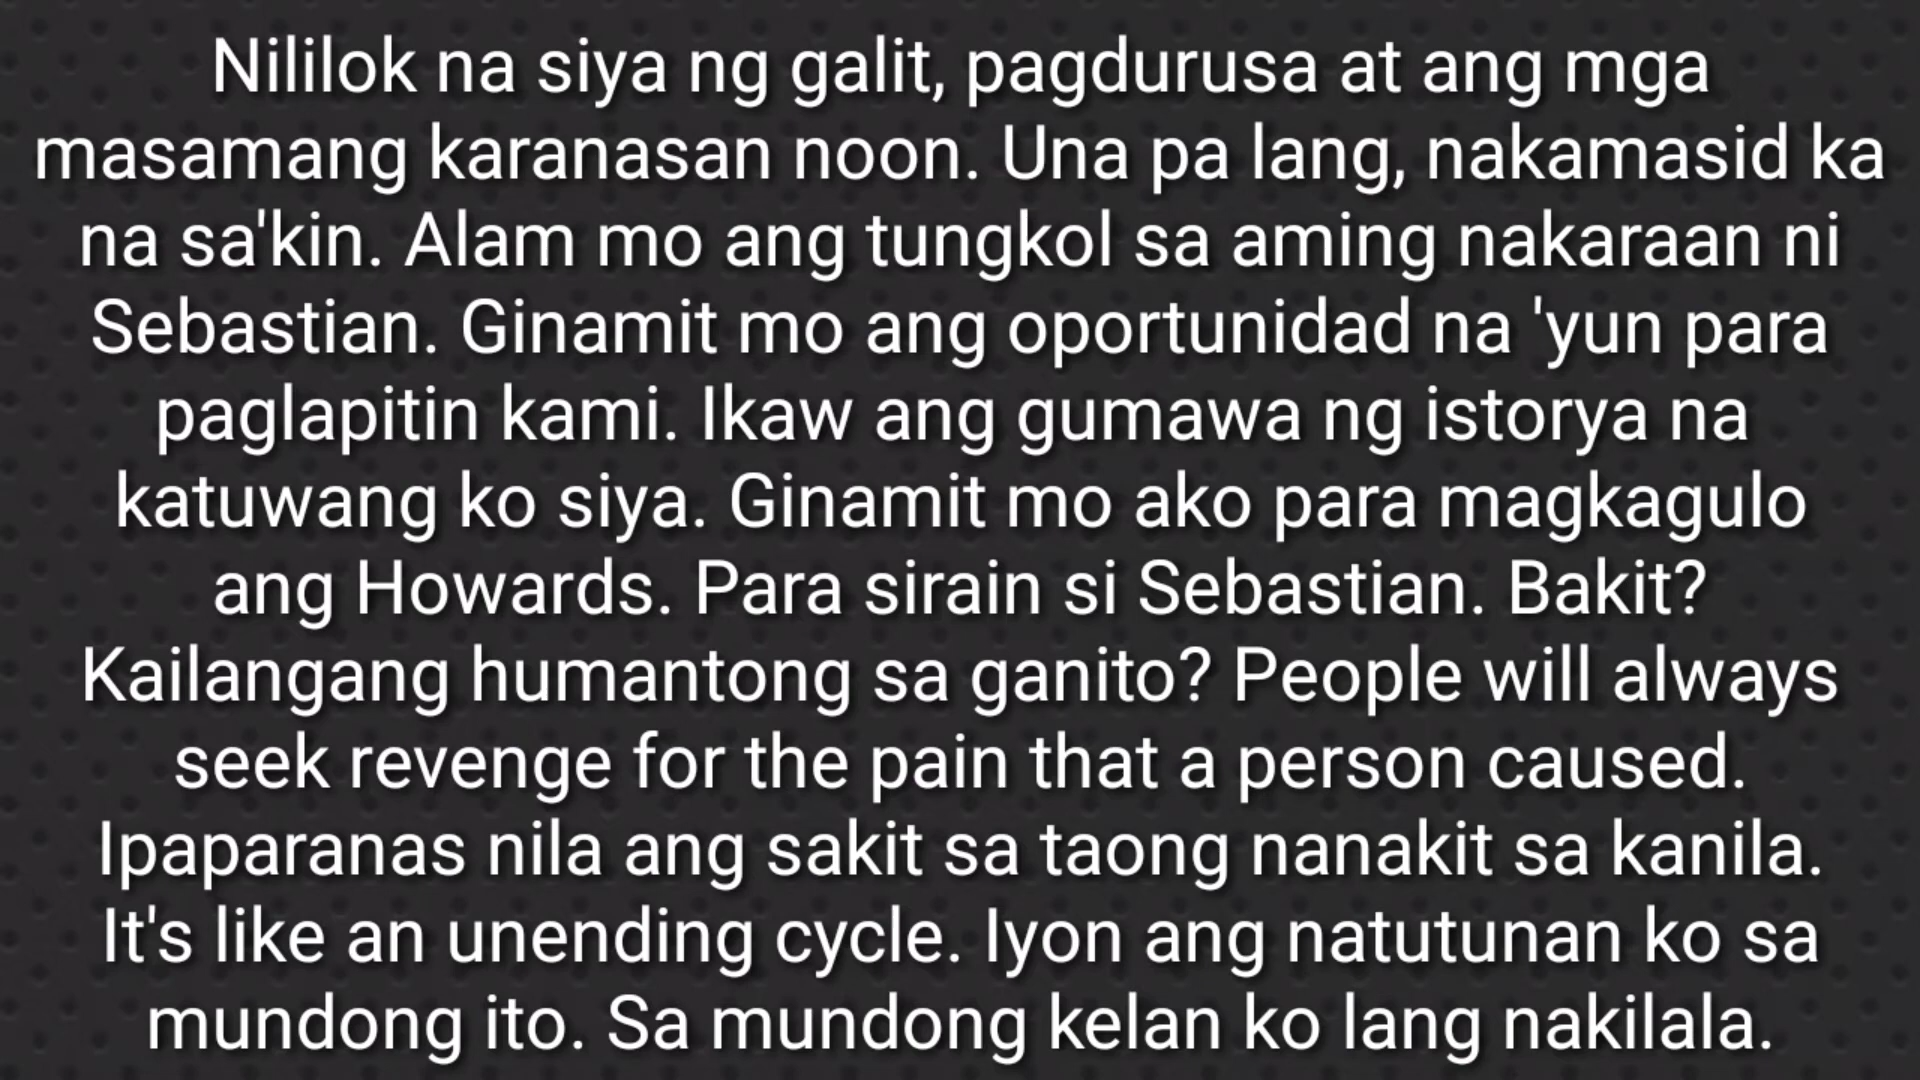 Nililok na siya ng galit, pagdurusa at ang mga
masamang karanasan noon. Una pa lang, nakamasid ka
na sa'kin. Alam mo ang tungkol sa aming nakaraan ni
Sebastian. Ginamit mo ang oportunidad na 'yun para
paglapitin kami. Ikaw ang gumawa ng istorya na
katuwang ko siya. Ginamit mo ako para magkagulo
ang Howards. Para sirain si Sebastian. Bakit?
Kailangang humantong sa ganito? People will always
seek revenge for the pain that a person caused.
Ipaparanas nila ang sakit sa taong nanakit sa kanila.
It's like an unending cycle. Iyon ang natutunan ko sa
mundong ito. Sa mundong kelan ko lang nakilala.